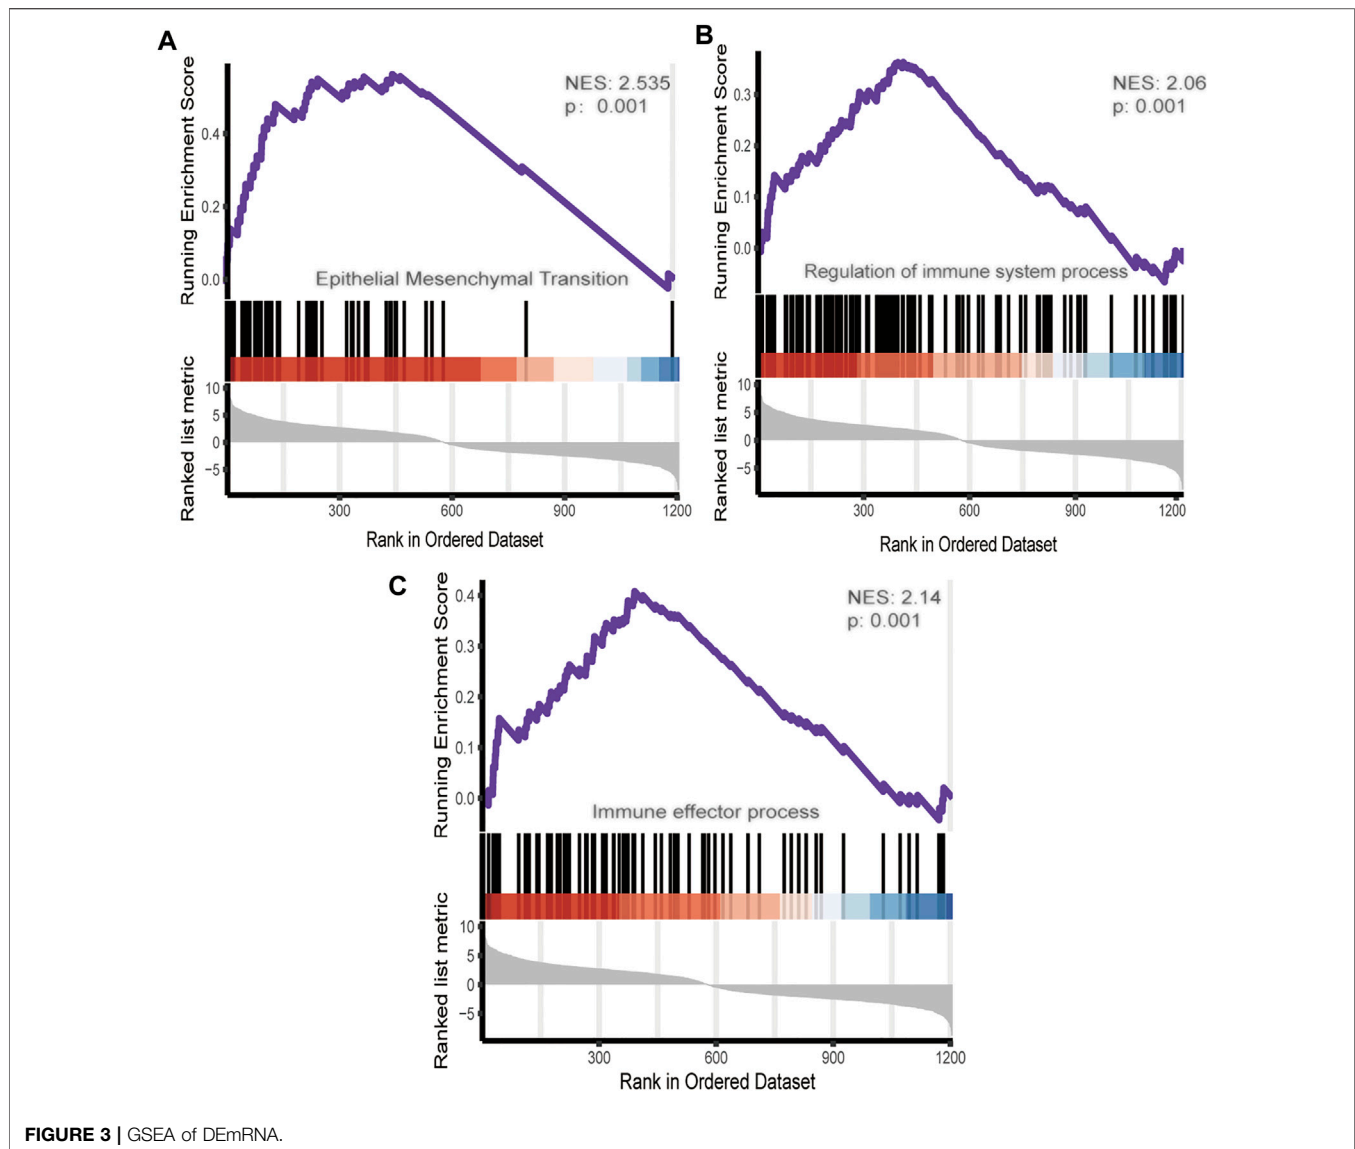 A
Running Enrichment Score
0.4
0.2
0.0
NES: 2.535
p: 0.001
Epithelial Mesenchymal Transition
Ranked list metric
10
5
0
−5
300 600 900 1200
Rank in Ordered Dataset
B
Running Enrichment Score
0.3
0.2
0.1
0.0
NES: 2.06
p: 0.001
Regulation of immune system process
Ranked list metric
10
5
0
−5
300 600 900 1200
Rank in Ordered Dataset
C
Running Enrichment Score
0.4
0.3
0.2
0.1
0.0
NES: 2.14
p: 0.001
Immune effector process
Ranked list metric
10
5
0
−5
300 600 900 1200
Rank in Ordered Dataset
FIGURE 3 | GSEA of DEmRNA.